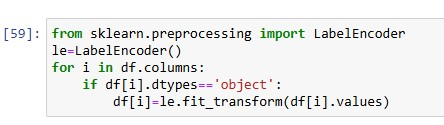 [59]: from sklearn.preprocessing import LabelEncoder
le=LabelEncoder()
for i in df.columns:
    if df[i].dtypes=='object':
        df[i]=le.fit_transform(df[i].values)